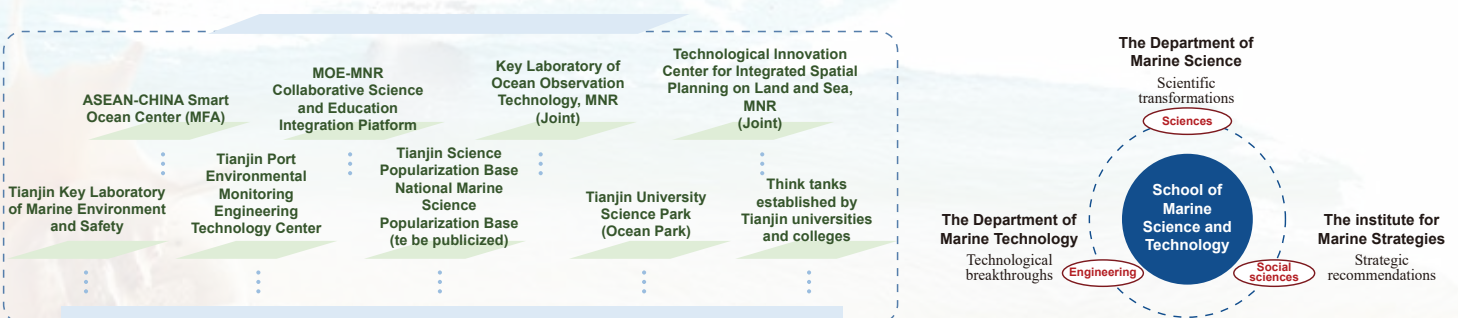 ASEAN-CHINA Smart
Ocean Center (MFA)
MOE-MNR
Collaborative Science
and Education
Integration Piatform
Key Laboratory of
Ocean Observation
Technology, MNR
(Joint)
Technological Innovation
Center for Integrated Spatial
Planning on Land and Sea,
MNR
(Joint)
Tianjin Key Laboratory
of Marine Environment
and Safety
Tianjin Port
Environmental
Monitoring
Engineering
Technology Center
Tianjin Science
Popularization Base
National Marine
Science
Popularization Base
(te be publicized)
Tianjin University
Science Park
(Ocean Park)
Think tanks
established by
Tianjin universities
and colleges
The Department of
Marine Science
Scientific
transformations
Sciences
School of
Marine
Science and
Technology
The Department of
Marine Technology
Technological
breakthroughs
Engineering
Social
sciences
The institute for
Marine Strategies
Strategic
recommendations